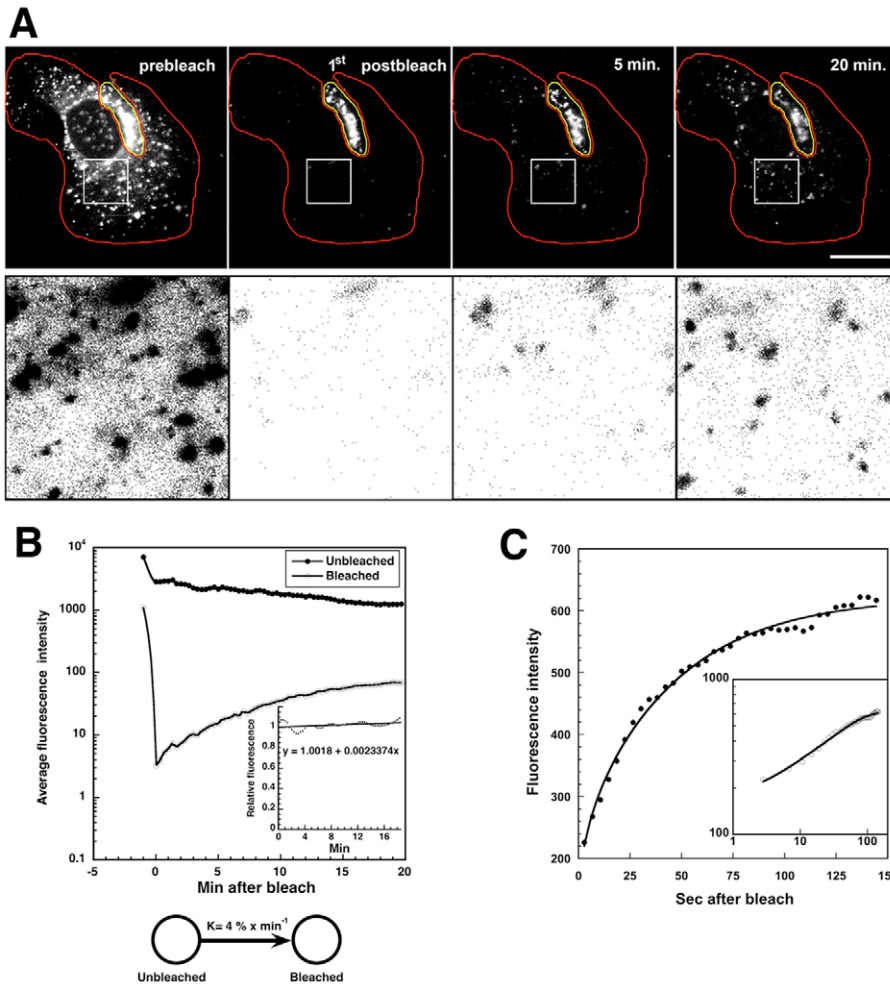 A
prebleach
1st postbleach
5 min.
20 min.
B
10^4
1000
100
10
1
0.1
Average fluorescence intensity
Unbleached
Bleached
Relative fluorescence
1
0.8
0.6
0.4
0.2
0
y = 1.0018 + 0.0023374x
0 4 8 12 16
Min
-5 0 5 10 15 20
Min after bleach
K= 4 % x min-1
Unbleached
Bleached
C
700
600
500
400
300
200
Fluorescence intensity
1000
100
1 10 100
0 25 50 75 100 125 150
Sec after bleach